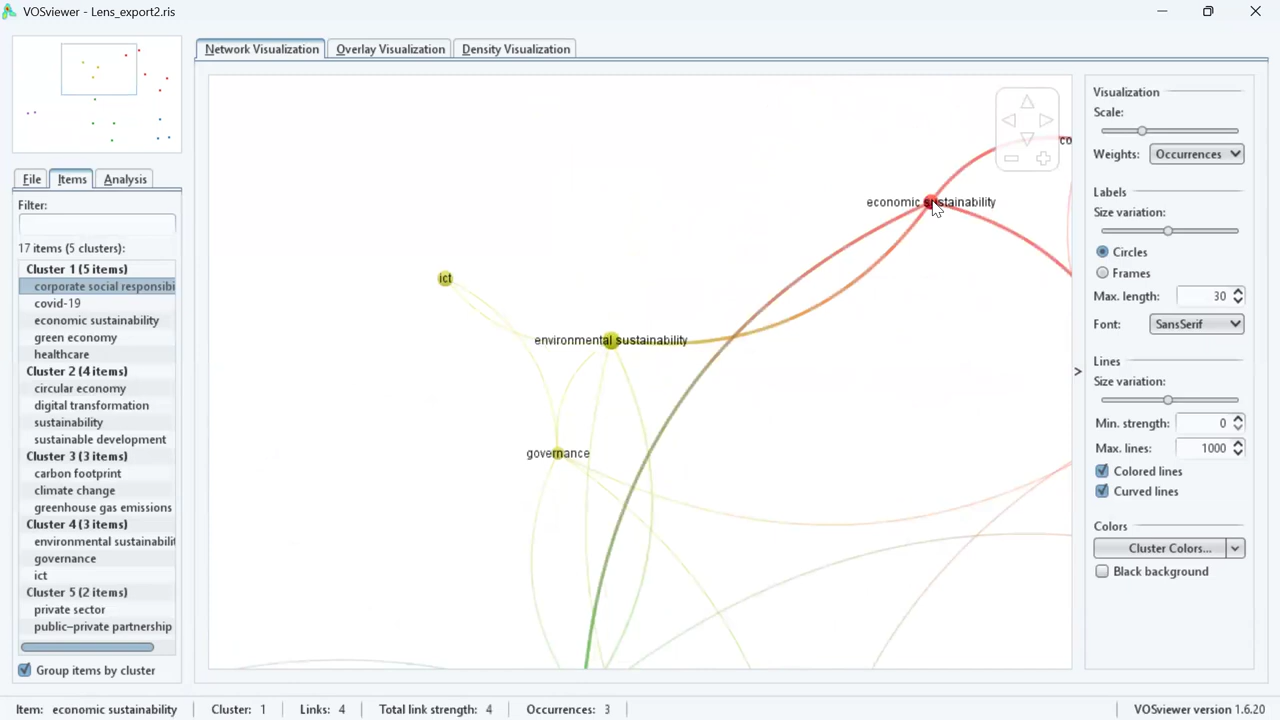 VOSviewer - Lens_export2.ris
Network Visualization
Overlay Visualization
Density Visualization
File
Items
Analysis
Filter:
17 items (5 clusters):
Cluster 1 (5 items)
corporate social responsibi
covid-19
economic sustainability
green economy
healthcare
Cluster 2 (4 items)
circular economy
digital transformation
sustainability
sustainable development
Cluster 3 (3 items)
carbon footprint
climate change
greenhouse gas emissions
Cluster 4 (3 items)
environmental sustainabilit
governance
ict
Cluster 5 (2 items)
private sector
public–private partnership
Group items by cluster
co
economic sustainability
ict
environmental sustainability
governance
>
Visualization
Scale:
Weights: Occurrences
Labels
Size variation:
Circles
Frames
Max. length: 30
Font: SansSerif
Lines
Size variation:
Min. strength: 0
Max. lines: 1000
Colored lines
Curved lines
Colors
Cluster Colors...
Black background
Item: economic sustainability
Cluster: 1
Links: 4
Total link strength: 4
Occurrences: 3
VOSviewer version 1.6.20